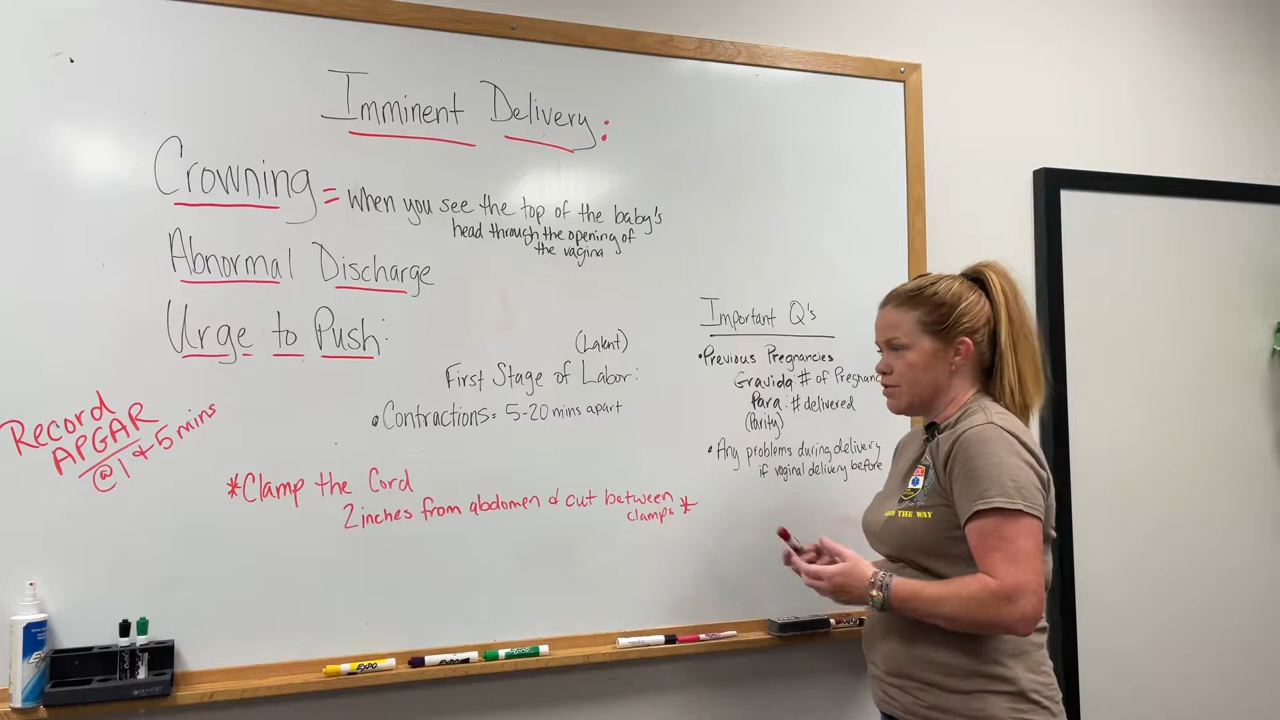 Imminent Delivery:
Crowning = When you see the top of the baby's
head through the opening of
the vagina
Abnormal Discharge
Urge to Push:
(Latent)
First Stage of Labor:
• Contractions = 5-20 mins apart
Record
APGAR
@ 1 & 5 mins
*Clamp the Cord
2 inches from abdomen & cut between
clamps *
Important Q's
• Previous Pregnancies
Gravida: # of Pregnanc
Para: # delivered
(Parity)
• Any problems during delivery
if vaginal delivery before
THE WAY
EXPO
EXPO